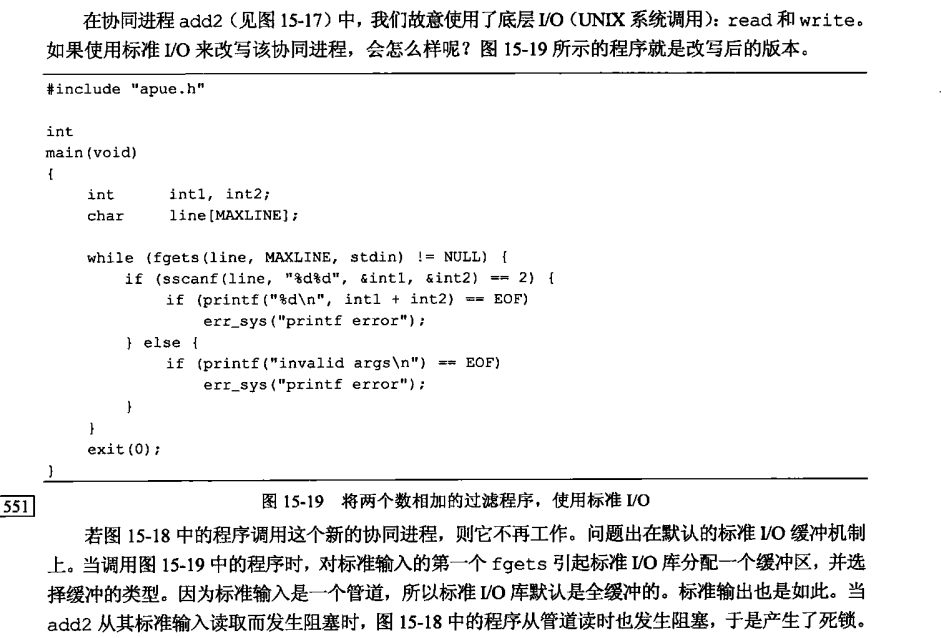 在协同进程 add2（见图 15-17）中，我们故意使用了底层 I/O（UNIX 系统调用）：read 和 write。
如果使用标准 I/O 来改写该协同进程，会怎么样呢？图 15-19 所示的程序就是改写后的版本。
#include "apue.h"
int
main(void)
{
int int1, int2;
char line[MAXLINE];
while (fgets(line, MAXLINE, stdin) != NULL) {
if (sscanf(line, "%d%d", &int1, &int2) == 2) {
if (printf("%d\n", int1 + int2) == EOF)
err_sys("printf error");
} else {
if (printf("invalid args\n") == EOF)
err_sys("printf error");
}
}
exit(0);
}
551
图 15-19 将两个数相加的过滤程序，使用标准 I/O
若图 15-18 中的程序调用这个新的协同进程，则它不再工作。问题出在默认的标准 I/O 缓冲机制
上。当调用图 15-19 中的程序时，对标准输入的第一个 fgets 引起标准 I/O 库分配一个缓冲区，并选
择缓冲的类型。因为标准输入是一个管道，所以标准 I/O 库默认是全缓冲的。标准输出也是如此。当
add2 从其标准输入读取而发生阻塞时，图 15-18 中的程序从管道读时也发生阻塞，于是产生了死锁。